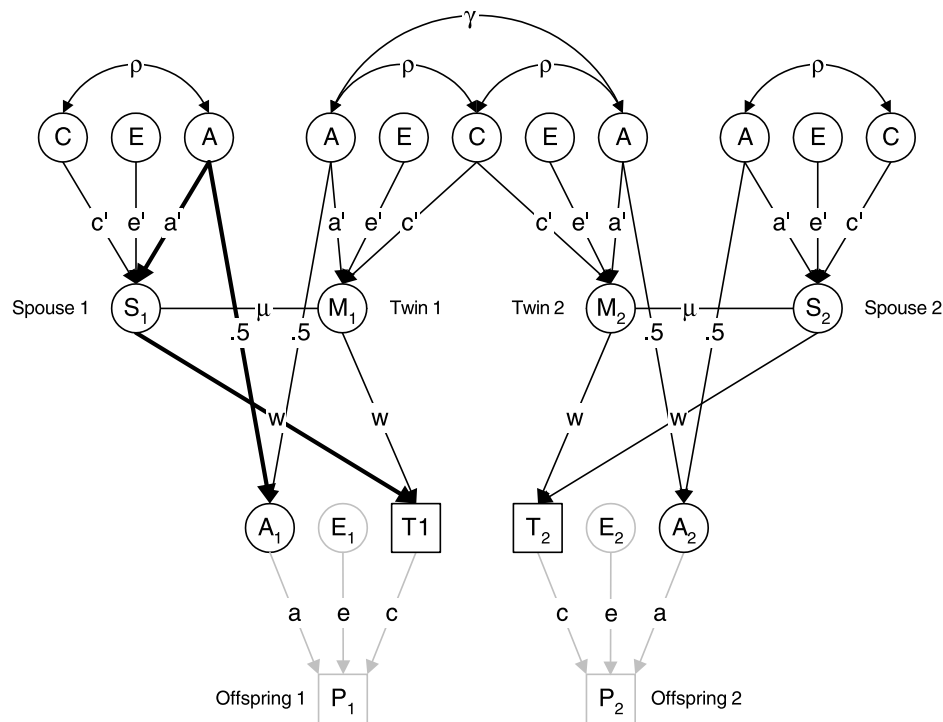 γ
ρ ρ ρ ρ
C E A A E C E A A E C
c' e' a' a' e' c' c' e' a' a' e' c'
Spouse 1 S1 μ M1 Twin 1 Twin 2 M2 μ S2 Spouse 2
.5 .5 .5 .5
w w w w
A1 E1 T1 T2 E2 A2
a e c c e a
Offspring 1 P1 P2 Offspring 2